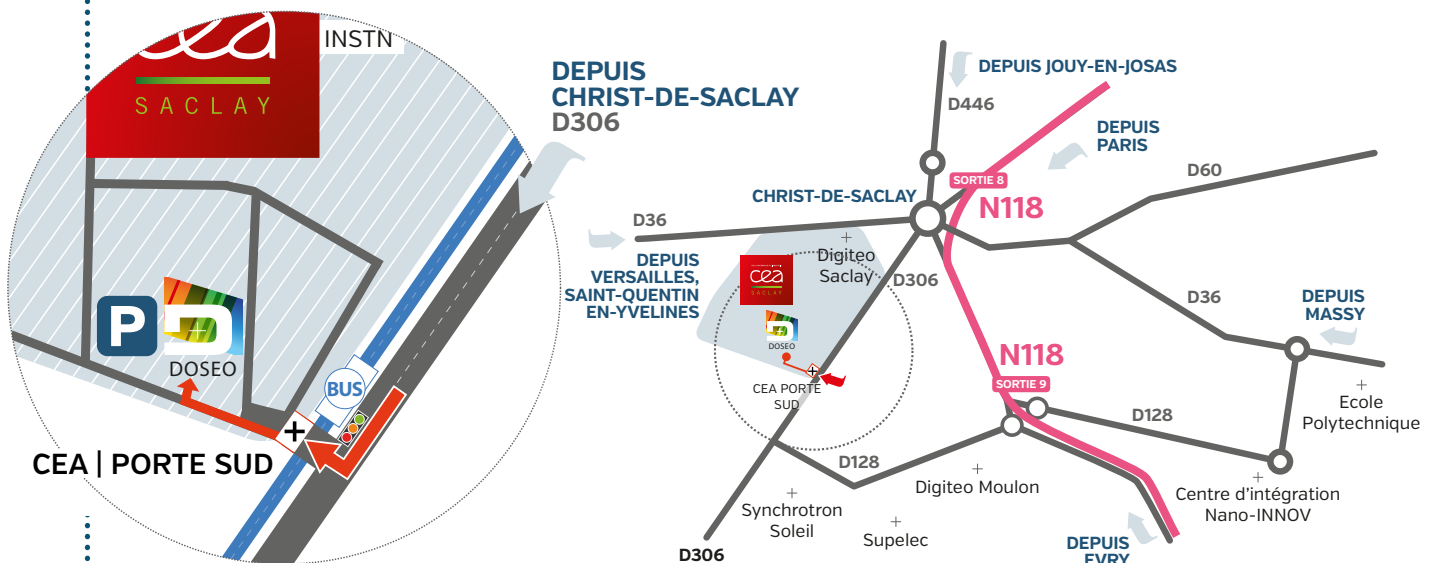 cea
SACLAY
INSTN
P
DOSEO
BUS
CEA | PORTE SUD
DEPUIS
CHRIST-DE-SACLAY
D306
DEPUIS JOUY-EN-JOSAS
D446
DEPUIS
PARIS
SORTIE 8
N118
D60
CHRIST-DE-SACLAY
D36
DEPUIS
VERSAILLES,
SAINT-QUENTIN
EN-YVELINES
Digiteo
Saclay
D306
cea
SACLAY
DOSEO
CEA PORTE
SUD
D36
DEPUIS
MASSY
N118
SORTIE 9
D128
Ecole
Polytechnique
D128
Digiteo Moulon
Centre d'intégration
Nano-INNOV
Synchrotron
Soleil
Supelec
D306
DEPUIS
EVRY